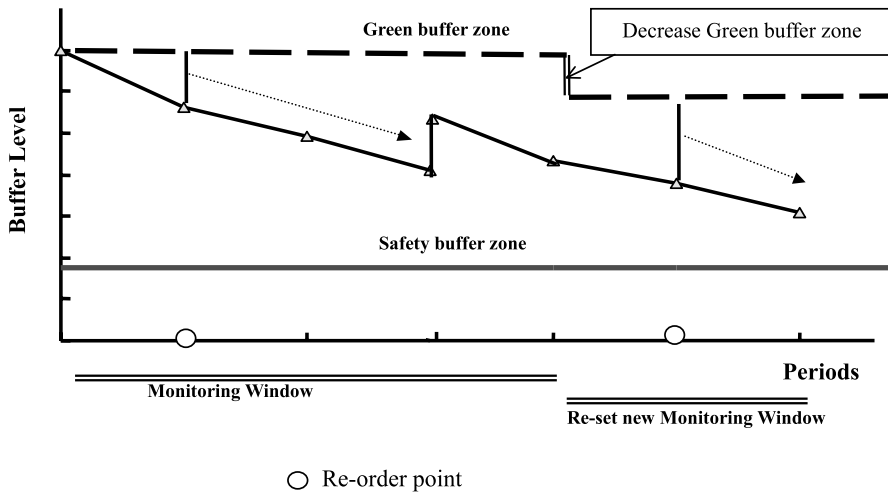 Green buffer zone
Decrease Green buffer zone
Buffer Level
Safety buffer zone
Periods
Monitoring Window
Re-set new Monitoring Window
Re-order point